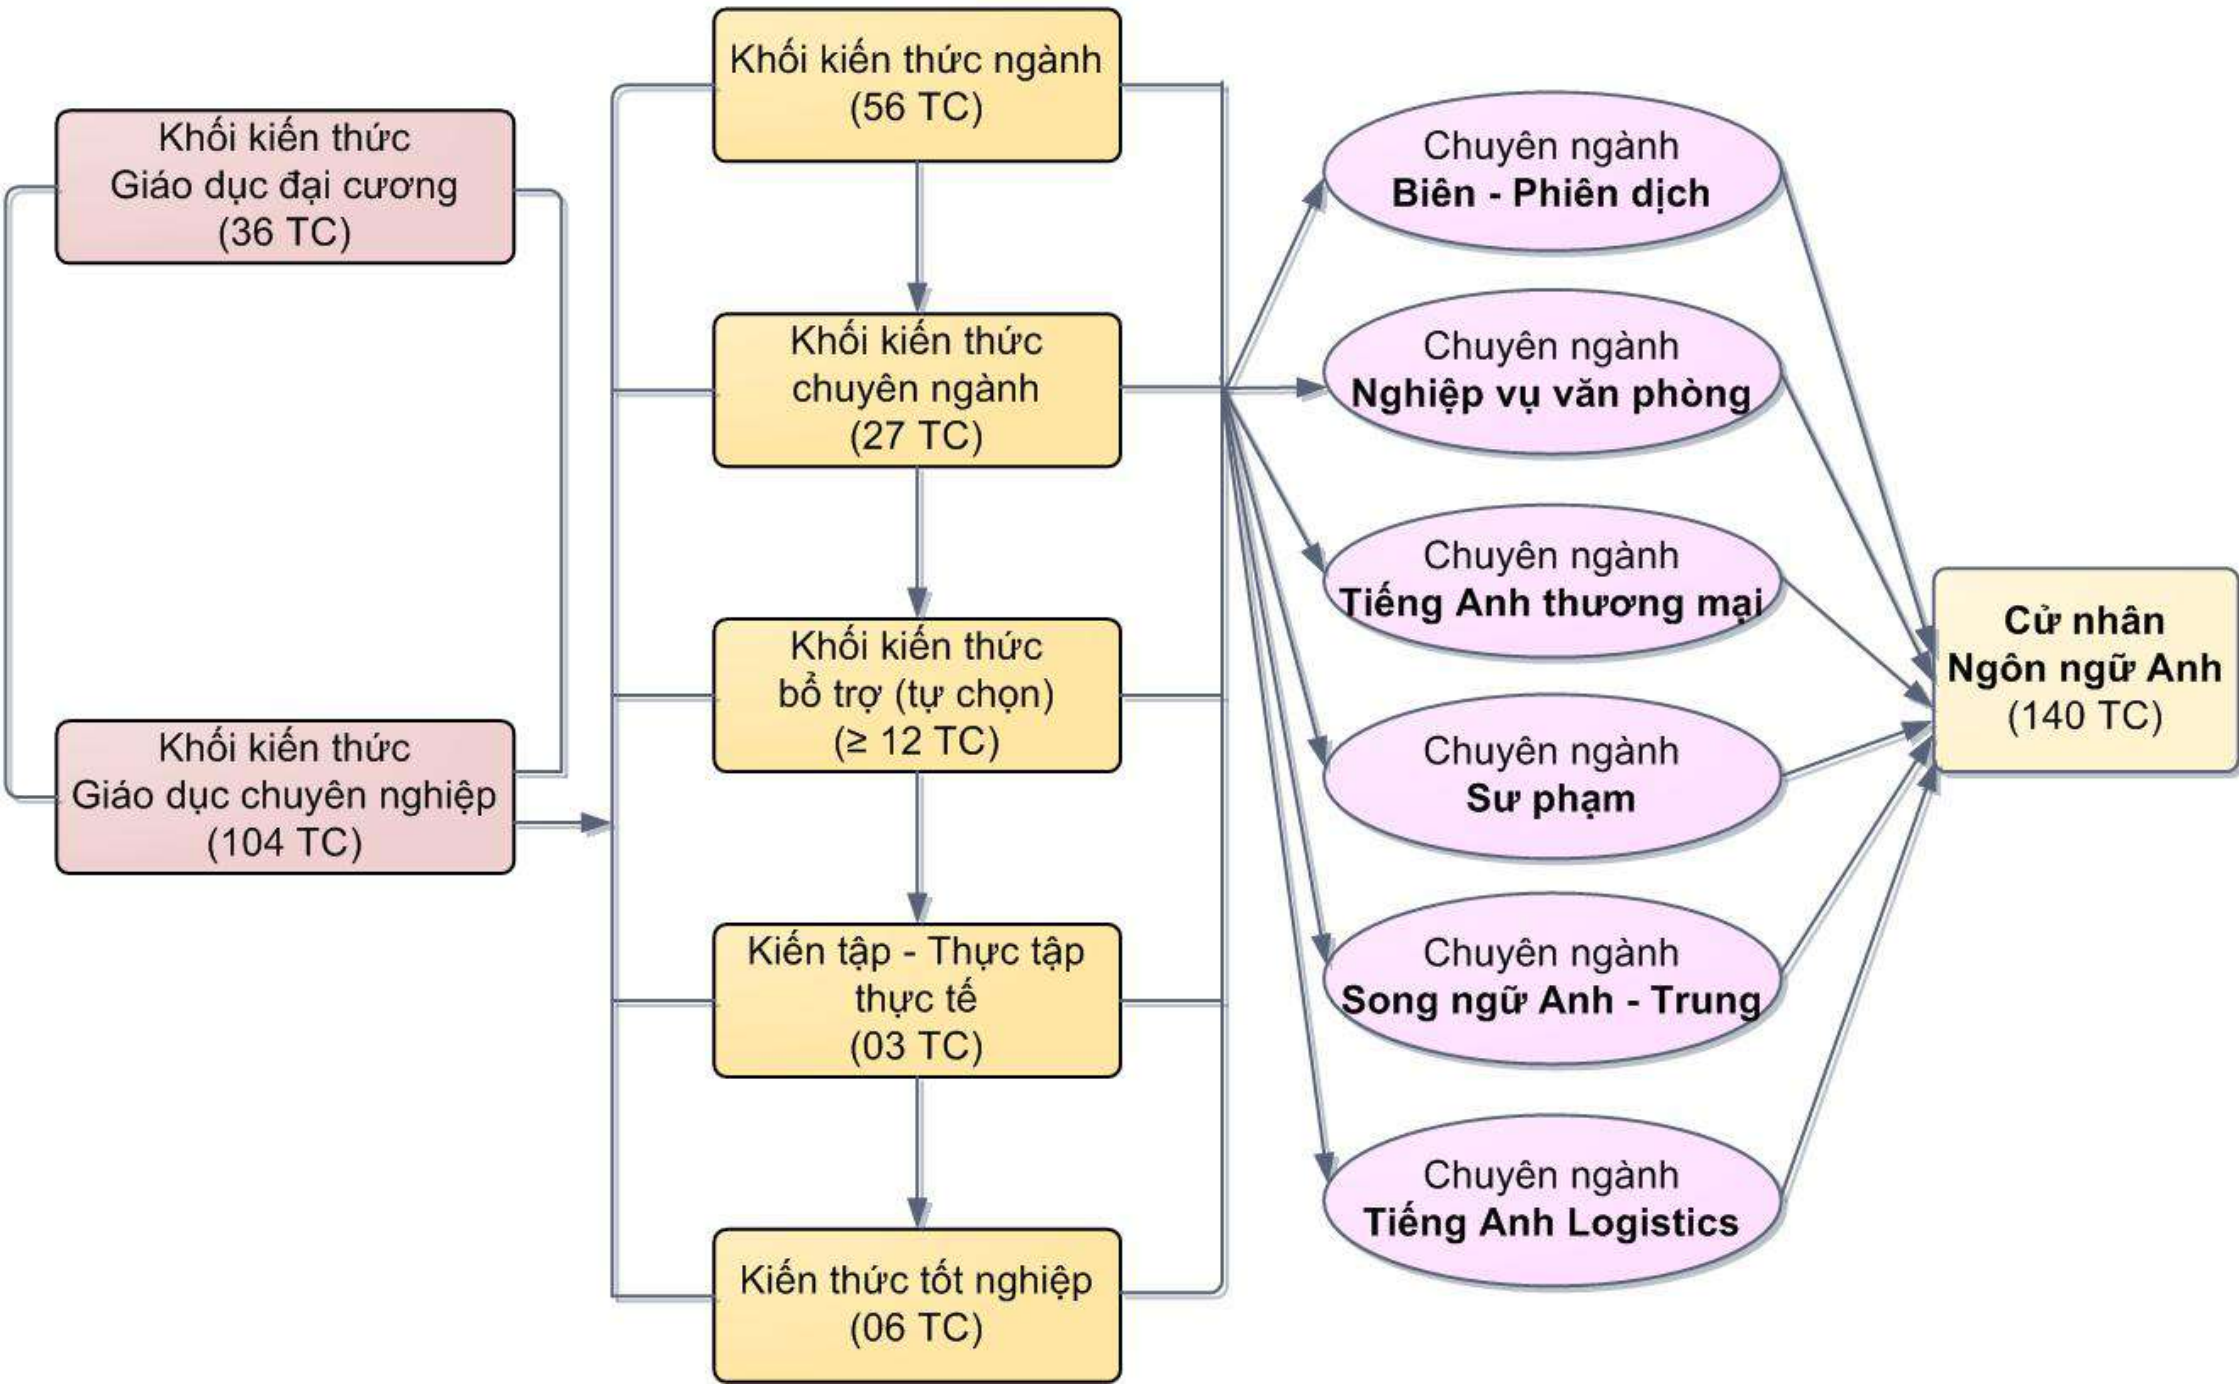 Khối kiến thức
Giáo dục đại cương
(36 TC)
Khối kiến thức
Giáo dục chuyên nghiệp
(104 TC)
Khối kiến thức ngành
(56 TC)
Khối kiến thức
chuyên ngành
(27 TC)
Khối kiến thức
bổ trợ (tự chọn)
(≥ 12 TC)
Kiến tập - Thực tập
thực tế
(03 TC)
Kiến thức tốt nghiệp
(06 TC)
Chuyên ngành
Biên - Phiên dịch
Chuyên ngành
Nghiệp vụ văn phòng
Chuyên ngành
Tiếng Anh thương mại
Chuyên ngành
Sư phạm
Chuyên ngành
Song ngữ Anh - Trung
Chuyên ngành
Tiếng Anh Logistics
Cử nhân
Ngôn ngữ Anh
(140 TC)